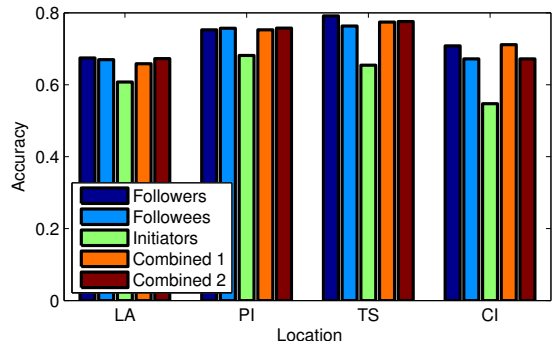 0.8
0.6
0.4
0.2
0
Accuracy
Followers
Followees
Initiators
Combined 1
Combined 2
LA PI TS CI
Location